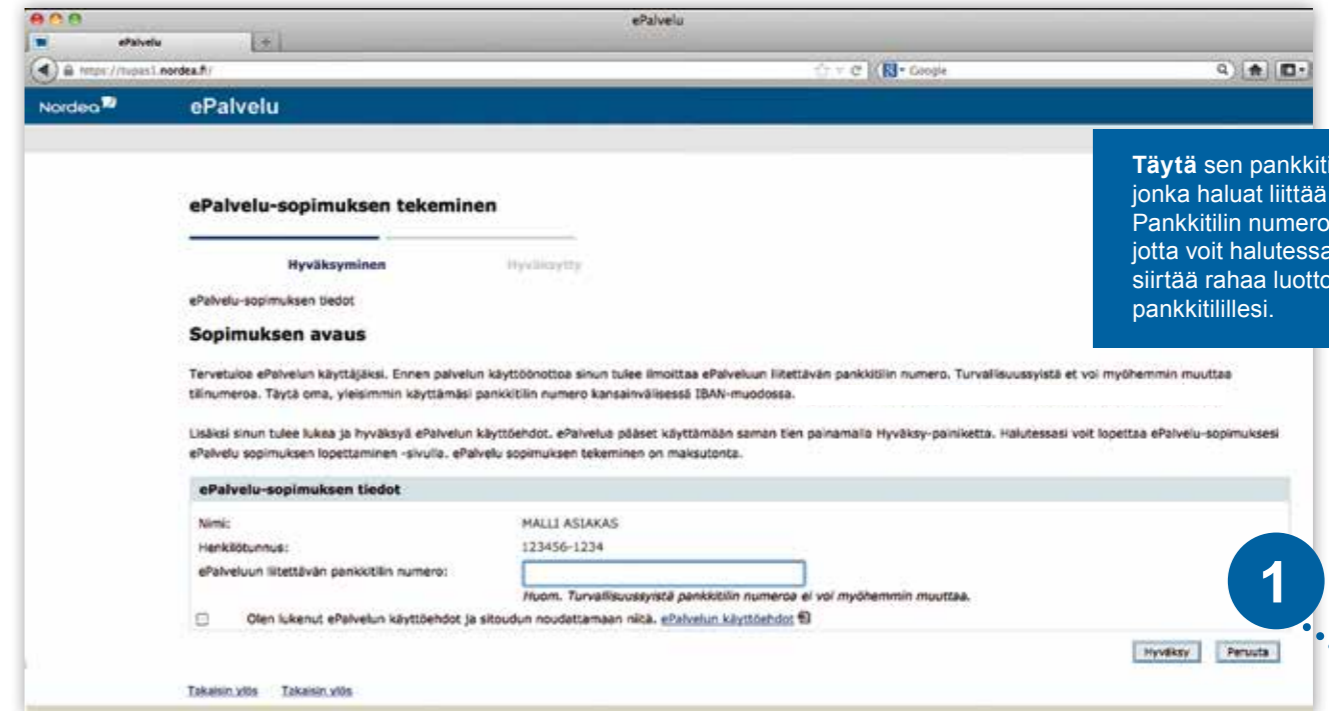 ePalvelu
ePalvelu
https://tupas1.nordea.fi/
Google
Nordea
ePalvelu
Täytä sen pankkiti
jonka haluat liittää
Pankkitilin numero
jotta voit halutessa
siirtää rahaa luotto
pankkitilillesi.
ePalvelu-sopimuksen tekeminen
Hyväksyminen
Hyväksytty
ePalvelu-sopimuksen tiedot
Sopimuksen avaus
Tervetuloa ePalvelun käyttäjäksi. Ennen palvelun käyttöönottoa sinun tulee ilmoittaa ePalveluun liitettävän pankkitilin numero. Turvallisuussyistä et voi myöhemmin muuttaa
tilinumeroa. Täytä oma, yleisimmin käyttämäsi pankkitilin numero kansainvälisessä IBAN-muodossa.
Lisäksi sinun tulee lukea ja hyväksyä ePalvelun käyttöehdot. ePalvelua pääset käyttämään saman tien painamalla Hyväksy-painiketta. Halutessasi voit lopettaa ePalvelu-sopimuksesi
ePalvelu sopimuksen lopettaminen -sivulla. ePalvelu sopimuksen tekeminen on maksutonta.
ePalvelu-sopimuksen tiedot
Nimi: MALLI ASIAKAS
Henkilötunnus: 123456-1234
ePalveluun liitettävän pankkitilin numero:
Huom. Turvallisuussyistä pankkitilin numeroa ei voi myöhemmin muuttaa.
1
Olen lukenut ePalvelun käyttöehdot ja sitoudun noudattamaan niitä. ePalvelun käyttöehdot
Hyväksy Peruuta
Takaisin ylös Takaisin ylös